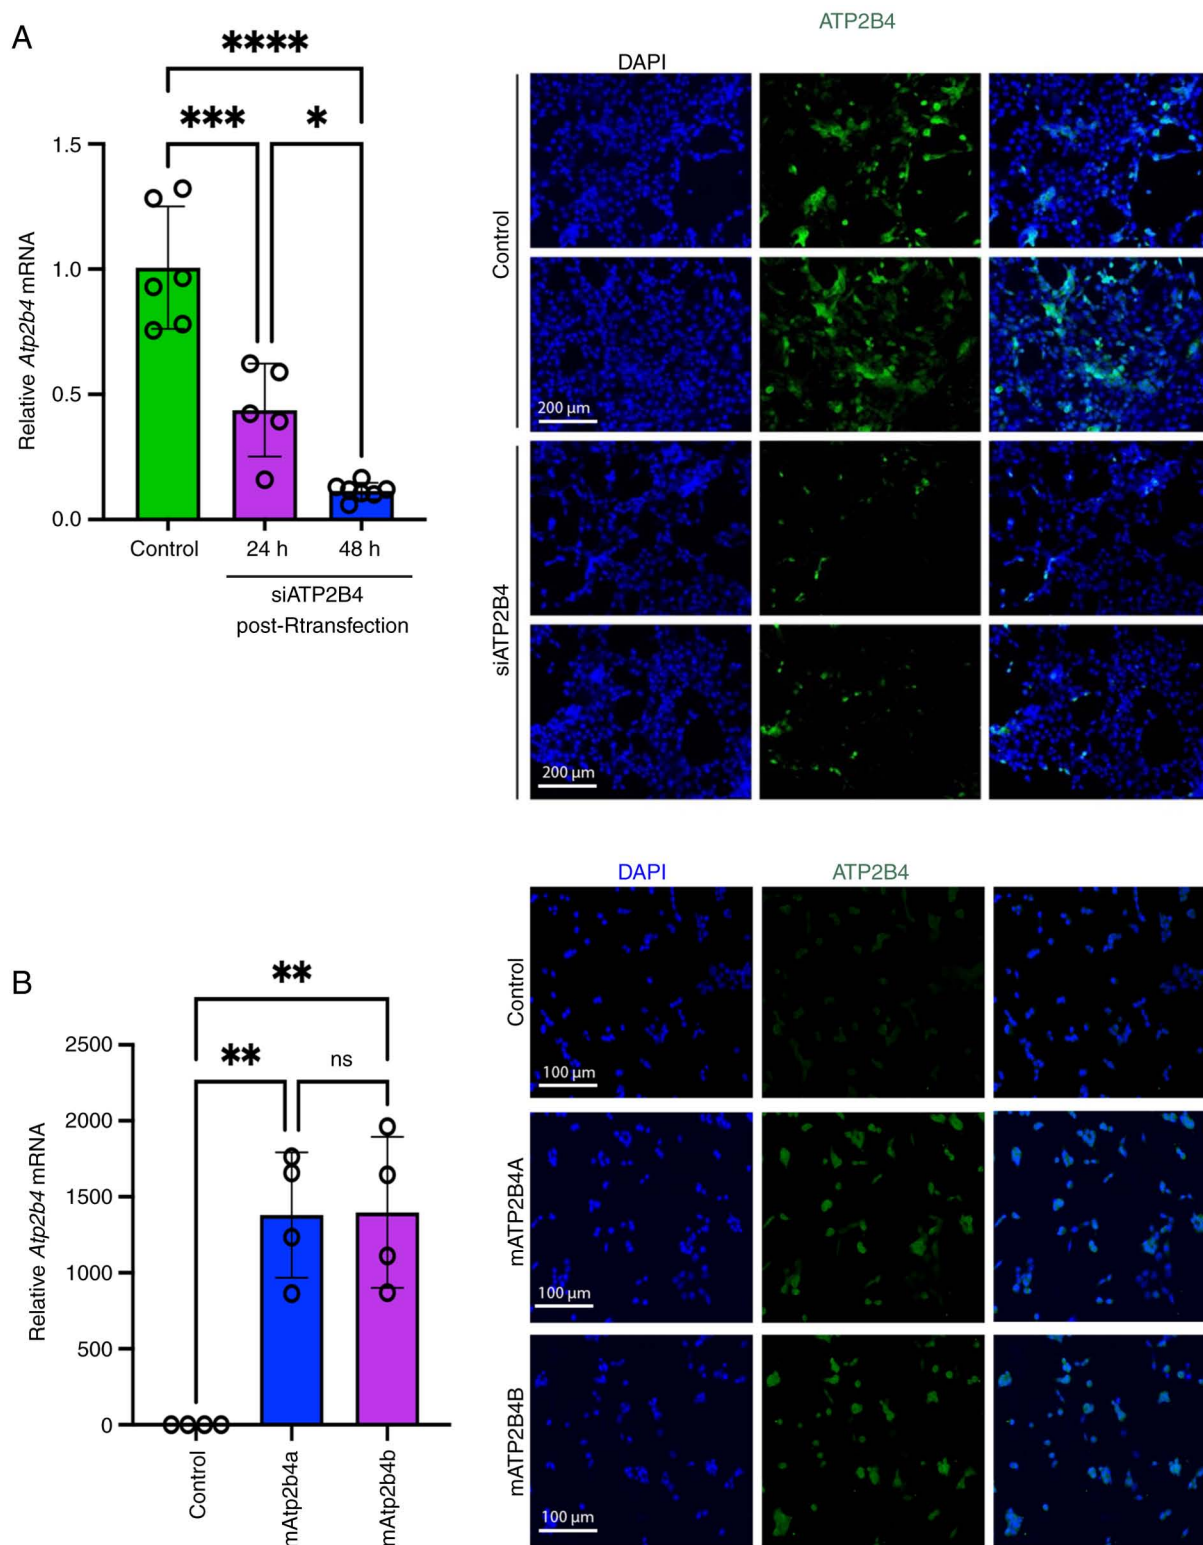 A
****
***
*
1.5
1.0
0.5
0.0
Relative Atp2b4 mRNA
Control
24 h
48 h
siATP2B4
post-Rtransfection
ATP2B4
DAPI
Control
200 µm
siATP2B4
200 µm
B
**
**
ns
2500
2000
1500
1000
500
0
Relative Atp2b4 mRNA
Control
mAtp2b4a
mAtp2b4b
DAPI
ATP2B4
Control
100 µm
mATP2B4A
100 µm
mATP2B4B
100 µm